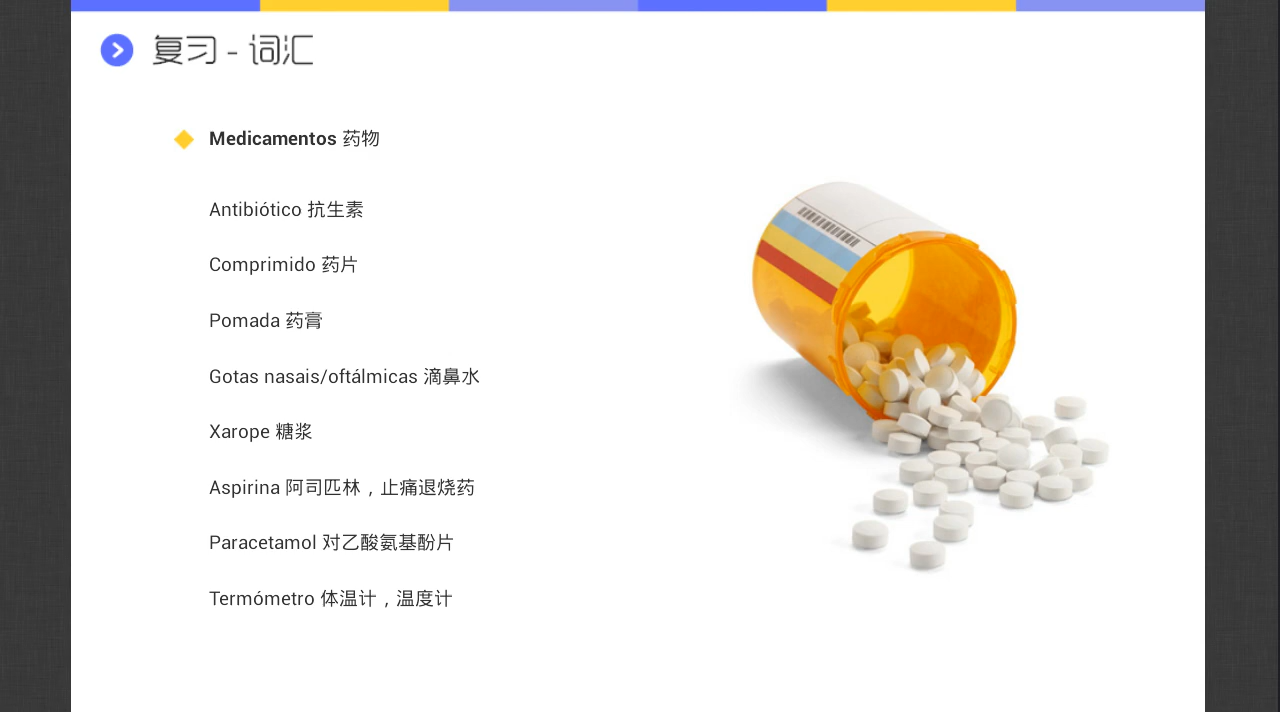 复习 - 词汇
Medicamentos 药物
Antibiótico 抗生素
Comprimido 药片
Pomada 药膏
Gotas nasais/oftálmicas 滴鼻水
Xarope 糖浆
Aspirina 阿司匹林，止痛退烧药
Paracetamol 对乙酸氨基酚片
Termómetro 体温计，温度计